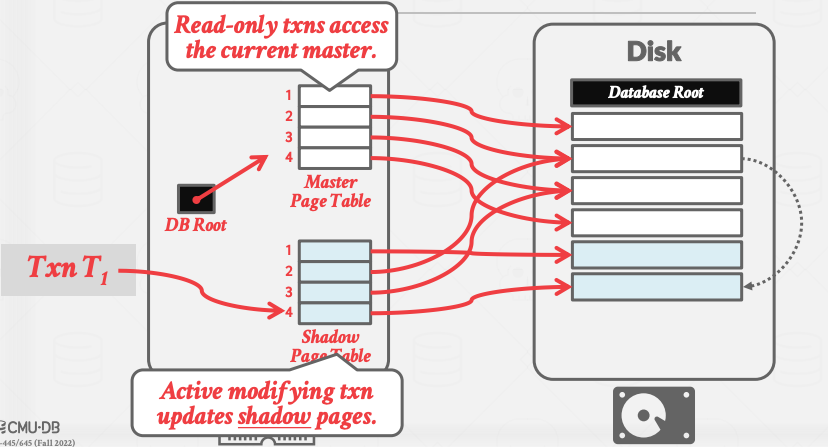 Read-only txns access
the current master.
Disk
Database Root
1
2
3
4
Master
Page Table
DB Root
Txn T1
1
2
3
4
Shadow
Page Table
Active modifying txn
updates shadow pages.
CMU·DB
-445/645 (Fall 2022)